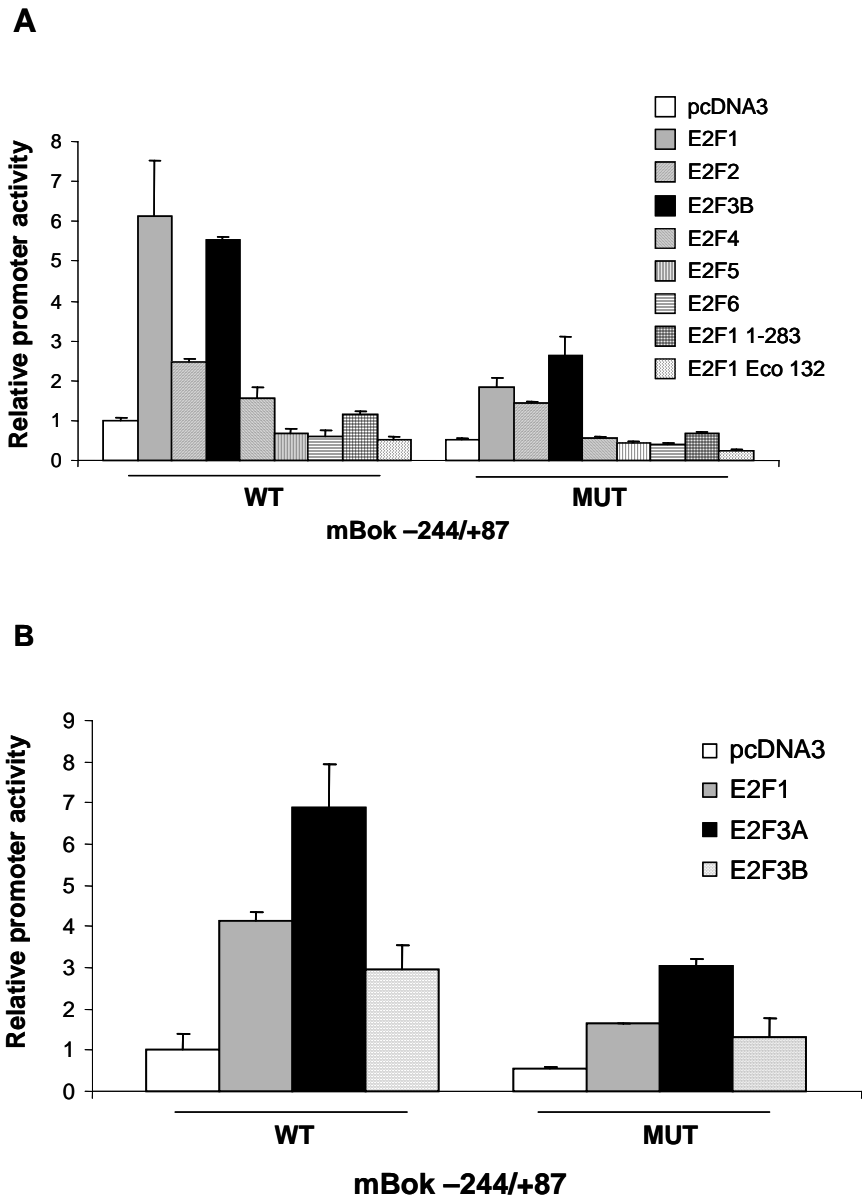 A
Relative promoter activity
8
7
6
5
4
3
2
1
0
pcDNA3
E2F1
E2F2
E2F3B
E2F4
E2F5
E2F6
E2F1 1-283
E2F1 Eco 132
WT
MUT
mBok –244/+87
B
Relative promoter activity
9
8
7
6
5
4
3
2
1
0
pcDNA3
E2F1
E2F3A
E2F3B
WT
MUT
mBok –244/+87